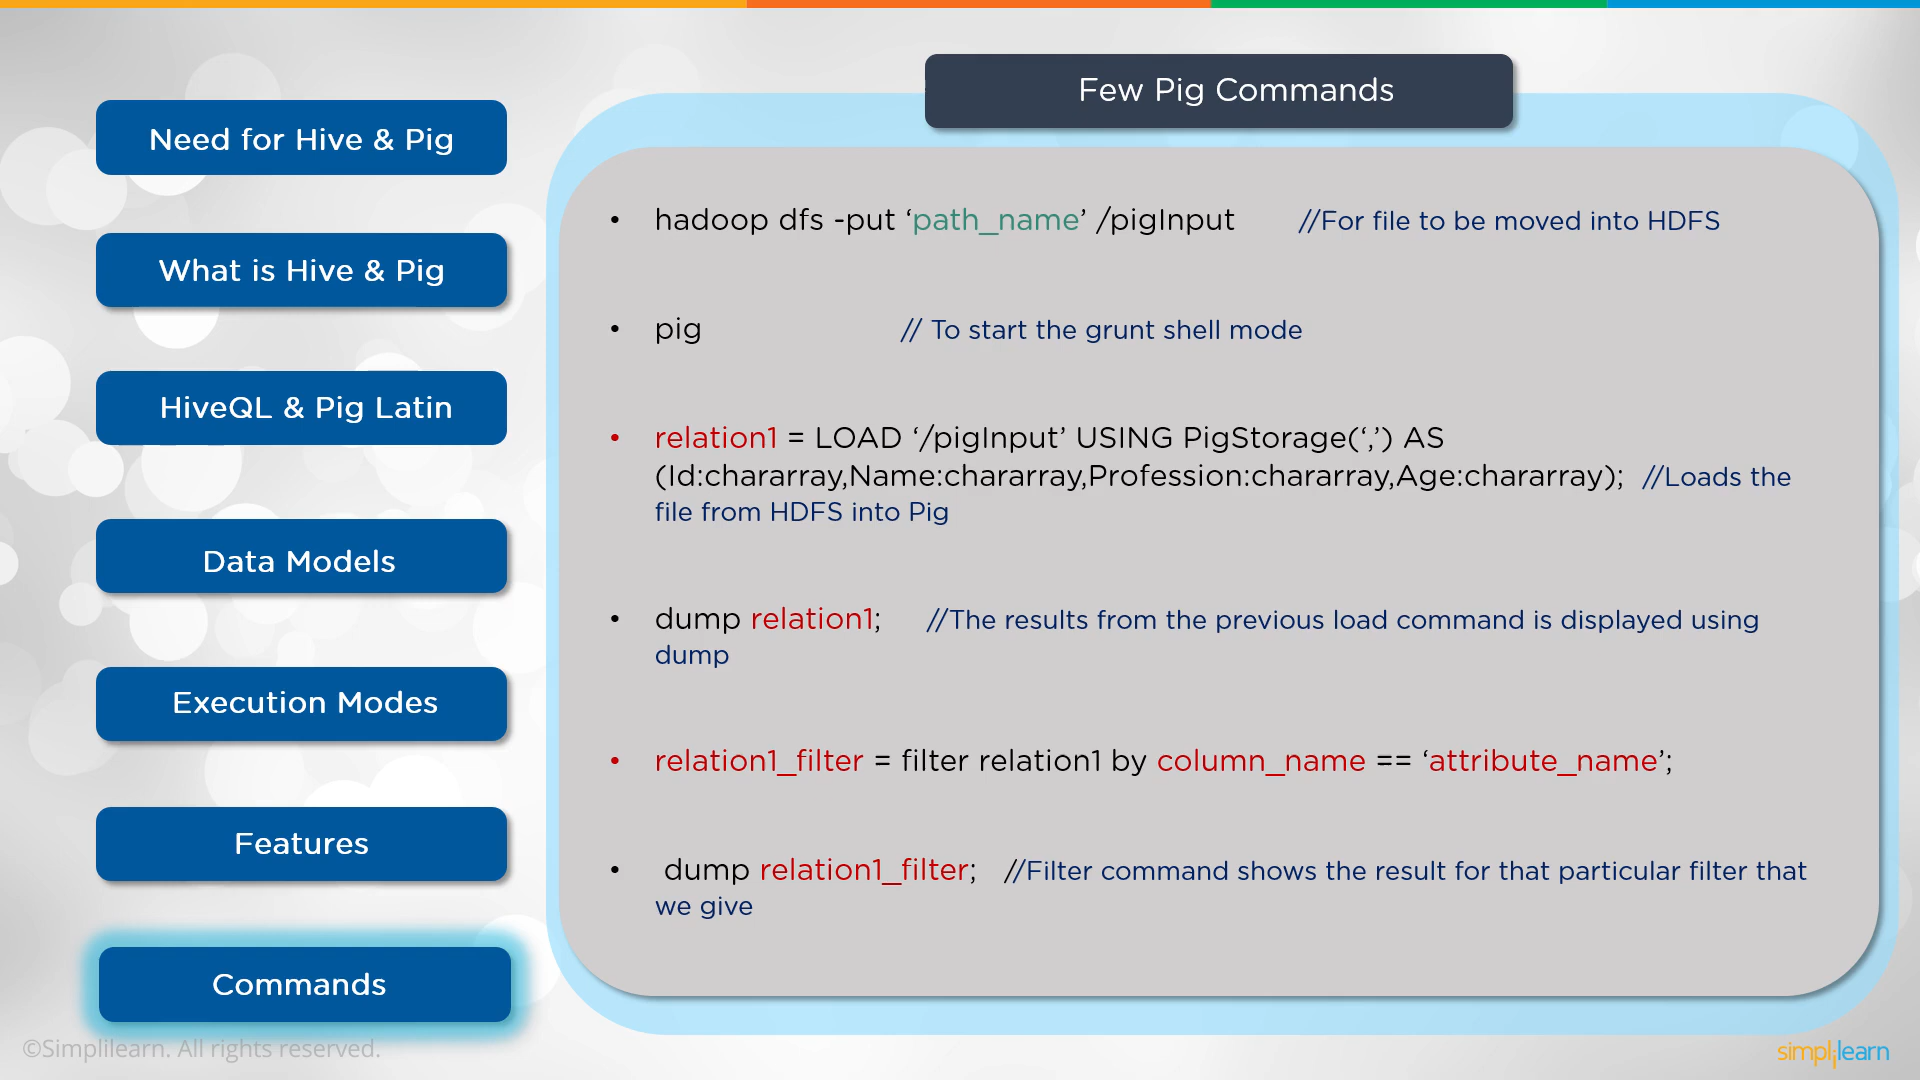 Few Pig Commands
Need for Hive & Pig
What is Hive & Pig
HiveQL & Pig Latin
Data Models
Execution Modes
Features
Commands
• hadoop dfs -put ‘path_name’ /pigInput //For file to be moved into HDFS
• pig // To start the grunt shell mode
• relation1 = LOAD ‘/pigInput’ USING PigStorage(‘,’) AS
(Id:chararray,Name:chararray,Profession:chararray,Age:chararray); //Loads the
file from HDFS into Pig
• dump relation1; //The results from the previous load command is displayed using
dump
• relation1_filter = filter relation1 by column_name == ‘attribute_name’;
• dump relation1_filter; //Filter command shows the result for that particular filter that
we give
©Simplilearn. All rights reserved.
simplilearn